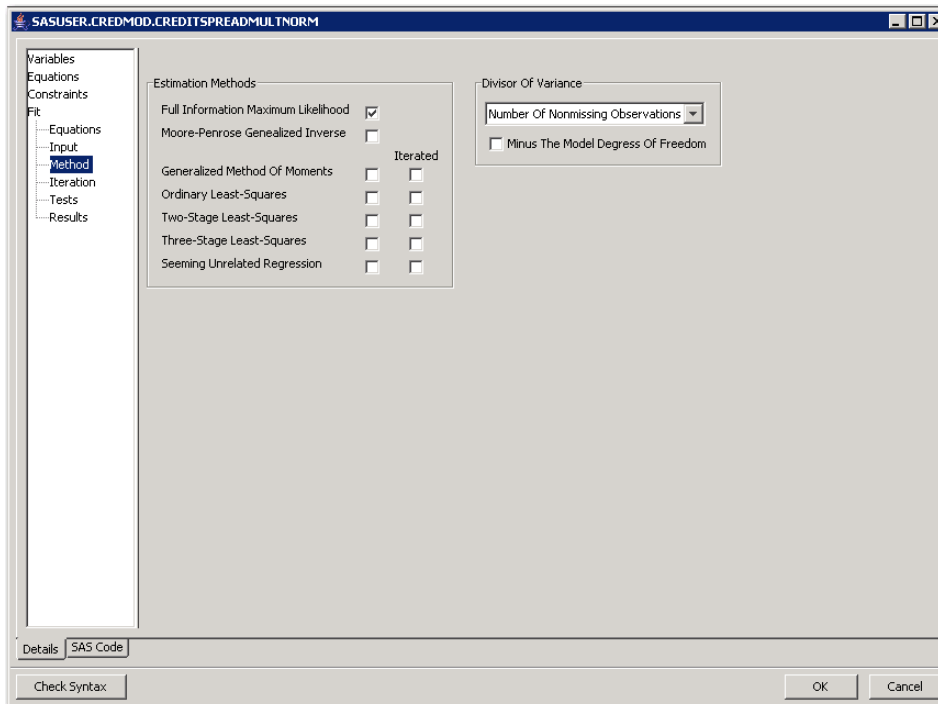 SASUSER.CREDMOD.CREDITSPREADMULTNORM
Variables
Equations
Constraints
Fit
Equations
Input
Method
Iteration
Tests
Results
Estimation Methods
Full Information Maximum Likelihood
Moore-Penrose Genealized Inverse
Iterated
Generalized Method Of Moments
Ordinary Least-Squares
Two-Stage Least-Squares
Three-Stage Least-Squares
Seeming Unrelated Regression
Divisor Of Variance
Number Of Nonmissing Observations
Minus The Model Degress Of Freedom
Details SAS Code
Check Syntax OK Cancel